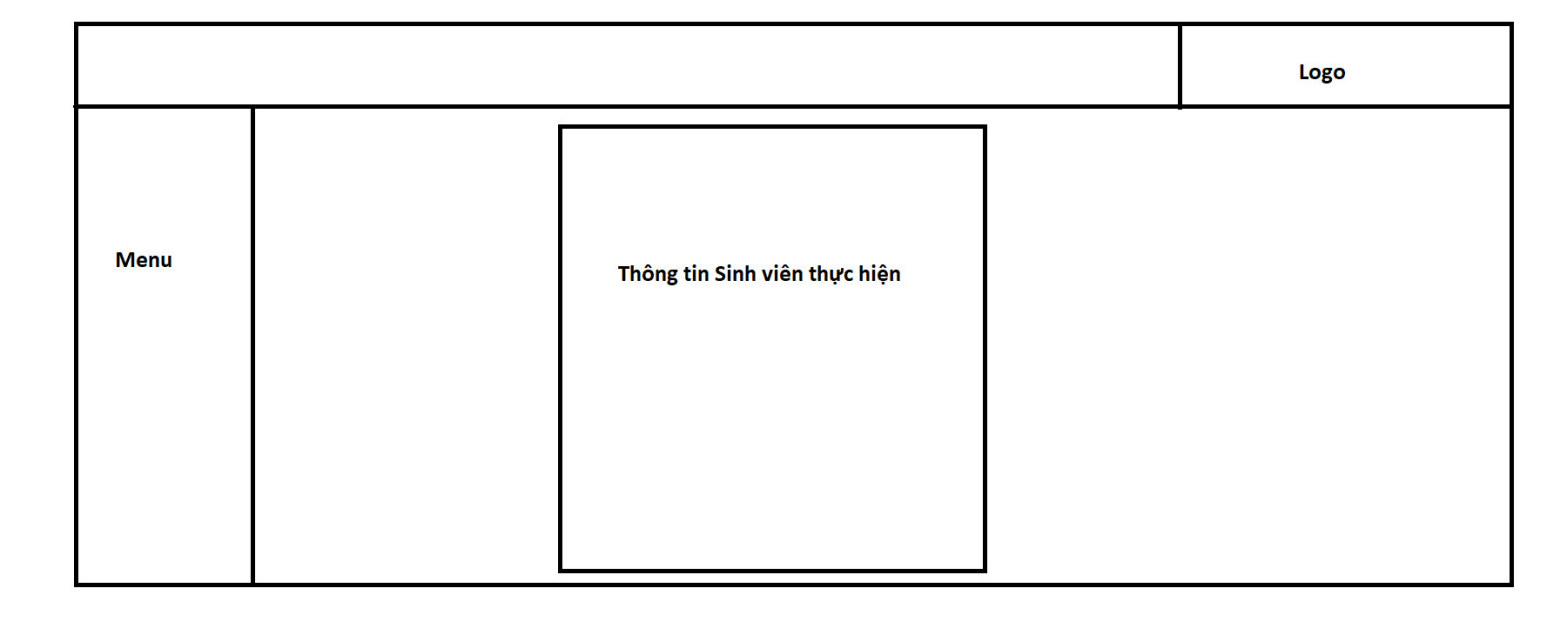 Logo
Menu
Thông tin Sinh viên thực hiện